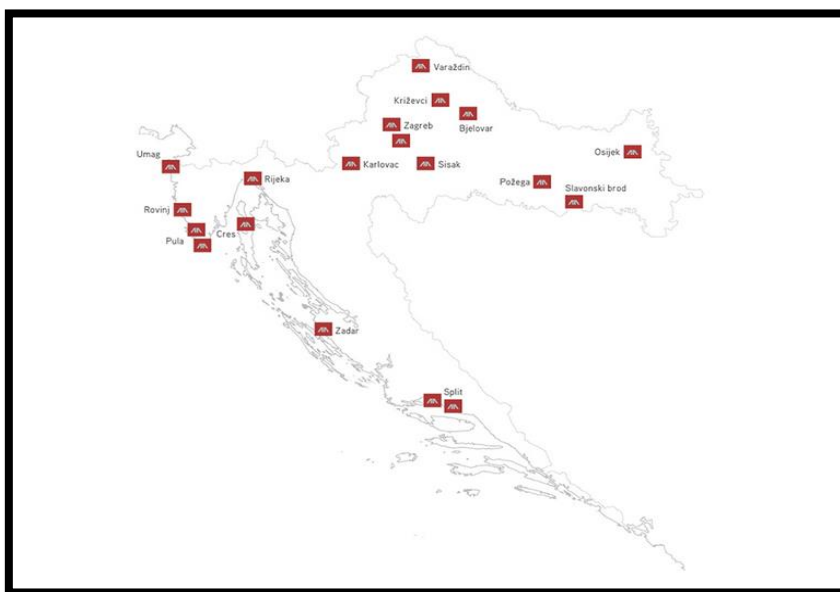 Varaždin
Križevci
Bjelovar
Zagreb
Osijek
Umag
Karlovac
Sisak
Rijeka
Požega
Slavonski brod
Rovinj
Cres
Pula
Zadar
Split